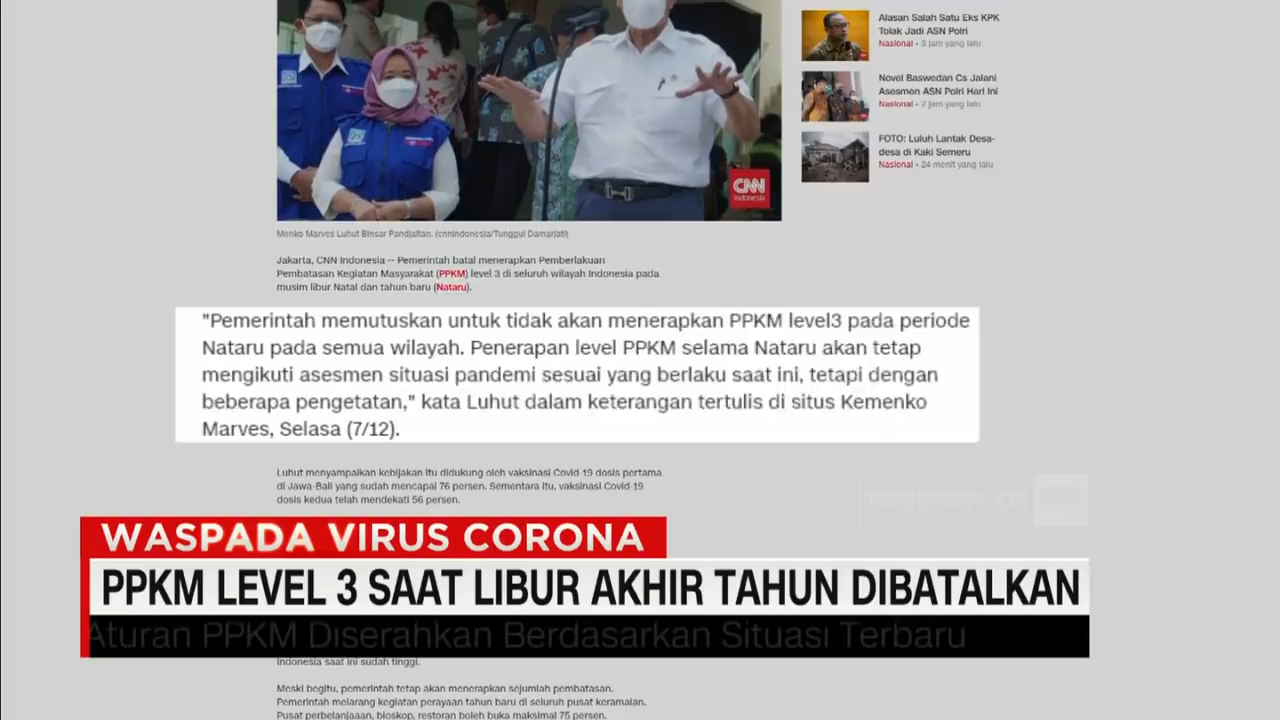 Alasan Salah Satu Eks KPK
Tolak Jadi ASN Polri
Nasional • 3 jam yang lalu
Novel Baswedan Cs Jalani
Asesmen ASN Polri Hari Ini
Nasional • 2 jam yang lalu
FOTO: Luluh Lantak Desa-
desa di Kaki Semeru
Nasional • 24 menit yang lalu
CNN
Indonesia
Menko Marves Luhut Binsar Pandjaitan. (cnnindonesia/Tunggul Damarjati)
Jakarta, CNN Indonesia -- Pemerintah batal menerapkan Pemberlakuan
Pembatasan Kegiatan Masyarakat (PPKM) level 3 di seluruh wilayah Indonesia pada
musim libur Natal dan tahun baru (Nataru).
"Pemerintah memutuskan untuk tidak akan menerapkan PPKM level3 pada periode
Nataru pada semua wilayah. Penerapan level PPKM selama Nataru akan tetap
mengikuti asesmen situasi pandemi sesuai yang berlaku saat ini, tetapi dengan
beberapa pengetatan," kata Luhut dalam keterangan tertulis di situs Kemenko
Marves, Selasa (7/12).
Luhut menyampaikan kebijakan itu didukung oleh vaksinasi Covid-19 dosis pertama
di Jawa-Bali yang sudah mencapai 76 persen. Sementara itu, vaksinasi Covid-19
dosis kedua telah mendekati 56 persen.
WASPADA VIRUS CORONA
PPKM LEVEL 3 SAAT LIBUR AKHIR TAHUN DIBATALKAN
Aturan PPKM Diserahkan Berdasarkan Situasi Terbaru
Indonesia saat ini sudah tinggi.
Meski begitu, pemerintah tetap akan menerapkan sejumlah pembatasan.
Pemerintah melarang kegiatan perayaan tahun baru di seluruh pusat keramaian.
Pusat perbelanjaaan, bioskop, restoran boleh buka maksimal 75 persen.